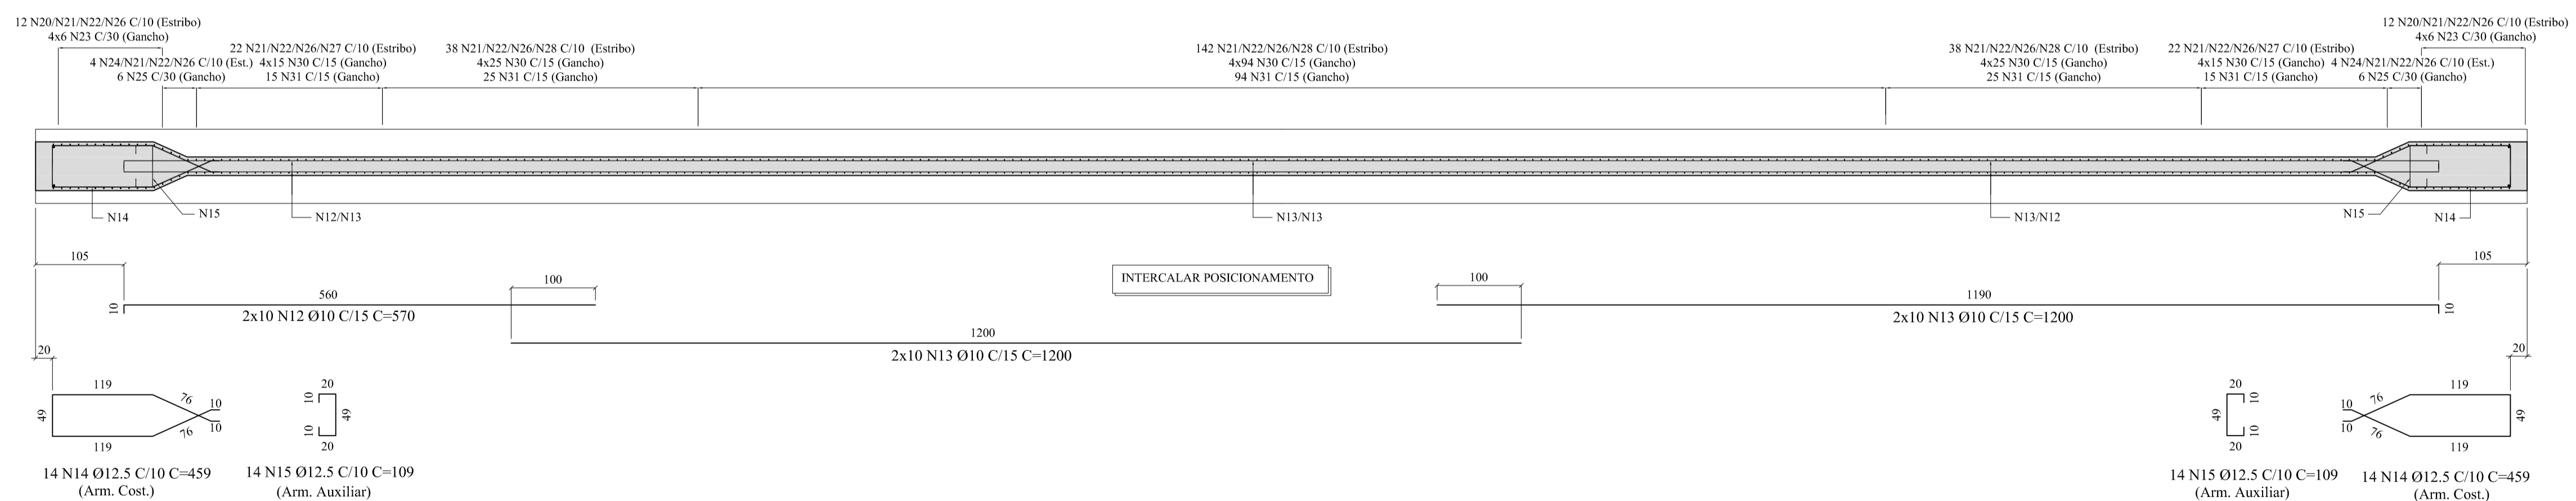 12 N20/N21/N22/N26 C/10 (Estribo)
4x6 N23 C/30 (Gancho)
4 N24/N21/N22/N26 C/10 (Est.)
6 N25 C/30 (Gancho)
22 N21/N22/N26/N27 C/10 (Estribo)
4x15 N30 C/15 (Gancho)
15 N31 C/15 (Gancho)
38 N21/N22/N26/N28 C/10 (Estribo)
4x25 N30 C/15 (Gancho)
25 N31 C/15 (Gancho)
142 N21/N22/N26/N28 C/10 (Estribo)
4x94 N30 C/15 (Gancho)
94 N31 C/15 (Gancho)
38 N21/N22/N26/N28 C/10 (Estribo)
4x25 N30 C/15 (Gancho)
25 N31 C/15 (Gancho)
22 N21/N22/N26/N27 C/10 (Estribo)
4x15 N30 C/15 (Gancho)
15 N31 C/15 (Gancho)
4 N24/N21/N22/N26 C/10 (Est.)
6 N25 C/30 (Gancho)
12 N20/N21/N22/N26 C/10 (Estribo)
4x6 N23 C/30 (Gancho)
N14
N15
N12/N13
N13/N13
N13/N12
N15
N14
105
105
INTERCALAR POSICIONAMENTO
10
560
100
2x10 N12 Ø10 C/15 C=570
100
1190
10
2x10 N13 Ø10 C/15 C=1200
1200
2x10 N13 Ø10 C/15 C=1200
20
20
119
49
76
10
10
76
119
14 N14 Ø12.5 C/10 C=459
(Arm. Cost.)
20
10
49
10
20
14 N15 Ø12.5 C/10 C=109
(Arm. Auxiliar)
20
10
49
10
20
14 N15 Ø12.5 C/10 C=109
(Arm. Auxiliar)
119
76
10
10
76
49
119
14 N14 Ø12.5 C/10 C=459
(Arm. Cost.)